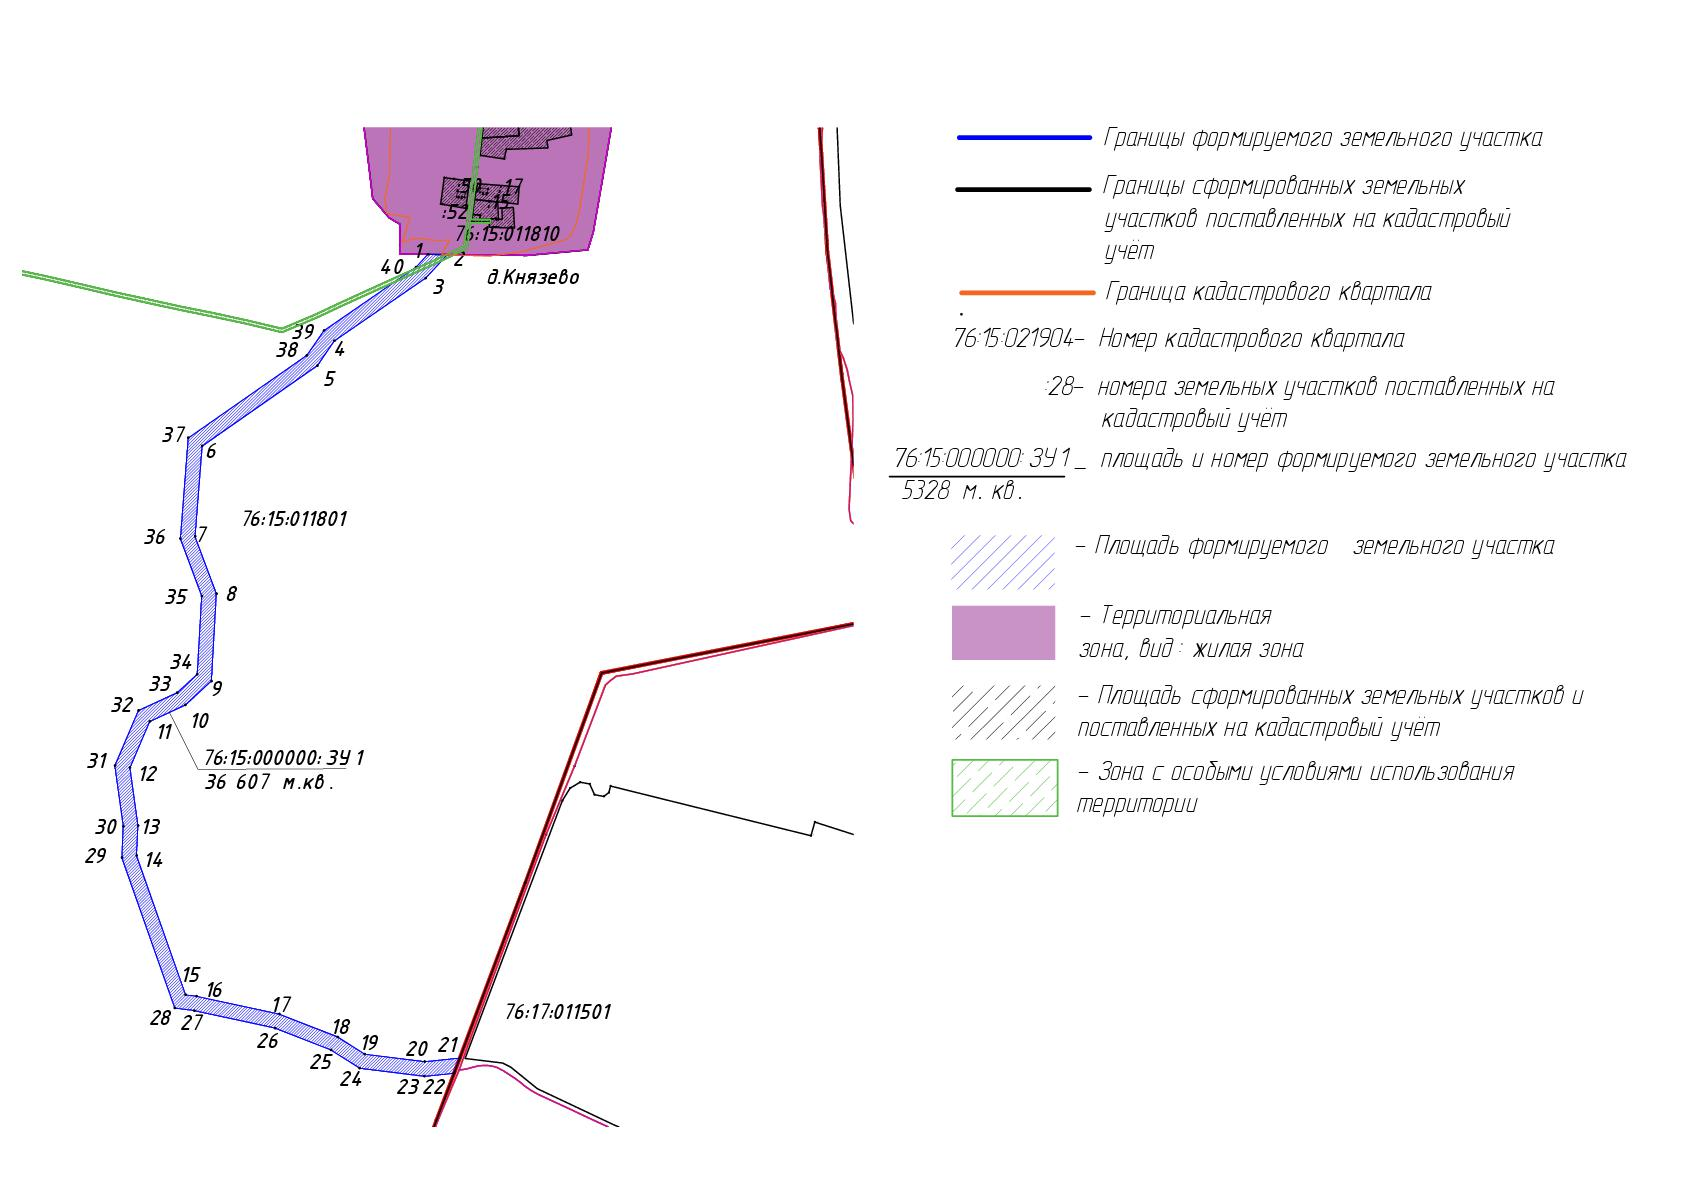 :50 :17
:15
:52
76:15:011810
1
2
40
3
д.Князево
39
4
38
5
37
6
76:15:011801
36
7
35
8
34
33
9
32
10
11
76:15:000000: ЗУ 1
36 607 м.кв.
31
12
30
13
29
14
15
16
28
27
17
26
18
25
19
24
20
21
23
22
76:17:011501
Границы формируемого земельного участка
Границы сформированных земельных
участков поставленных на кадастровый
учёт
Граница кадастрового квартала
76:15:021904– Номер кадастрового квартала
:28– номера земельных участков поставленных на
кадастровый учёт
76:15:000000: ЗУ 1 _ площадь и номер формируемого земельного участка
5328 м. кв.
– Площадь формируемого земельного участка
– Территориальная
зона, вид : жилая зона
– Площадь сформированных земельных участков и
поставленных на кадастровый учёт
– Зона с особыми условиями использования
территории